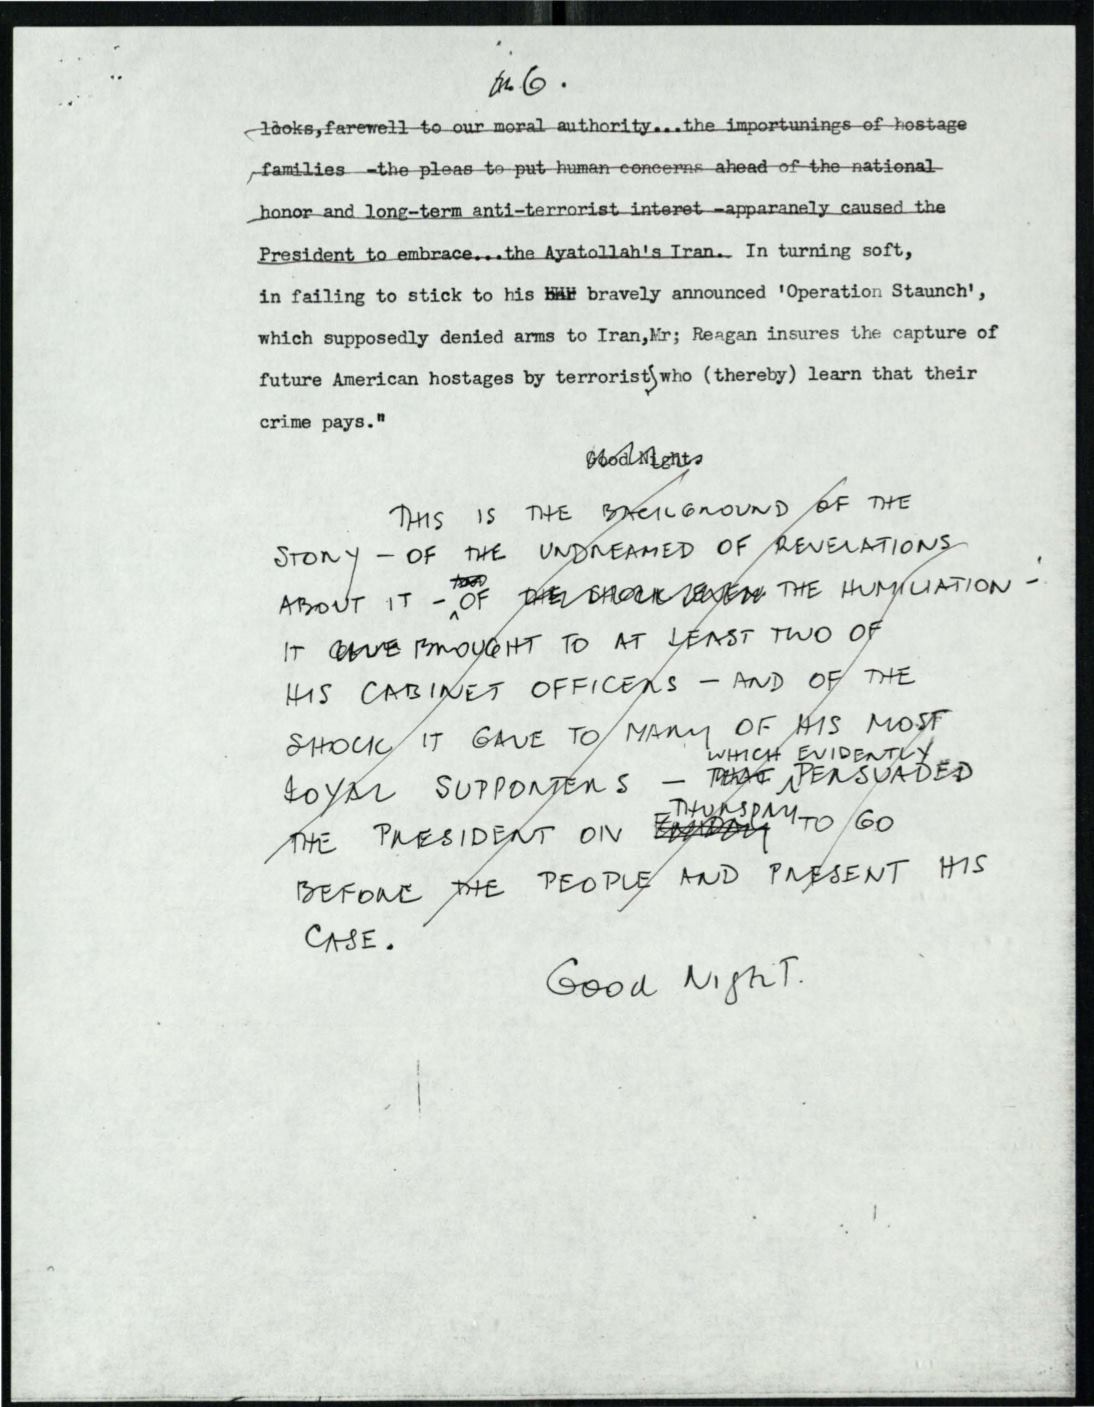 6.
looks,farewell to our moral authority...the importunings of hostage
families -the pleas to put human concerns ahead of the national
honor and long-term anti-terrorist interet -apparanely caused the
President to embrace...the Ayatollah's Iran. In turning soft,
in failing to stick to his bravely announced 'Operation Staunch',
which supposedly denied arms to Iran,Mr; Reagan insures the capture of
future American hostages by terrorist who (thereby) learn that their
crime pays."
Good Night.
THIS IS THE BACKGROUND OF THE
STORY – OF THE UNDREAMED OF REVELATIONS
ABOUT IT – OF THE SHOCK EVEN THE HUMILIATION –
IT GAVE BROUGHT TO AT LEAST TWO OF
HIS CABINET OFFICERS – AND OF THE
SHOCK IT GAVE TO MANY OF HIS MOST
WHICH EVIDENTLY
LOYAL SUPPORTERS – THAT PERSUADED
THURSDAY
THE PRESIDENT ON TO GO
BEFORE THE PEOPLE AND PRESENT HIS
CASE.
Good Night.